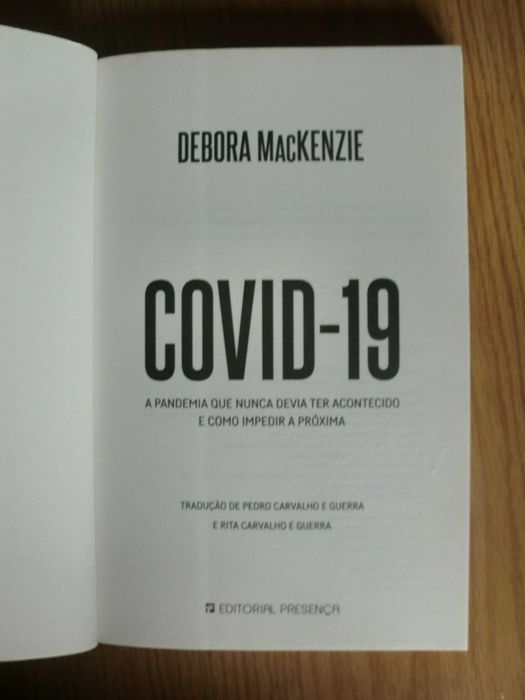 DEBORA MacKENZIE
COVID-19
A PANDEMIA QUE NUNCA DEVIA TER ACONTECIDO
E COMO IMPEDIR A PRÓXIMA
TRADUÇÃO DE PEDRO CARVALHO E GUERRA
E RITA CARVALHO E GUERRA
EDITORIAL PRESENÇA